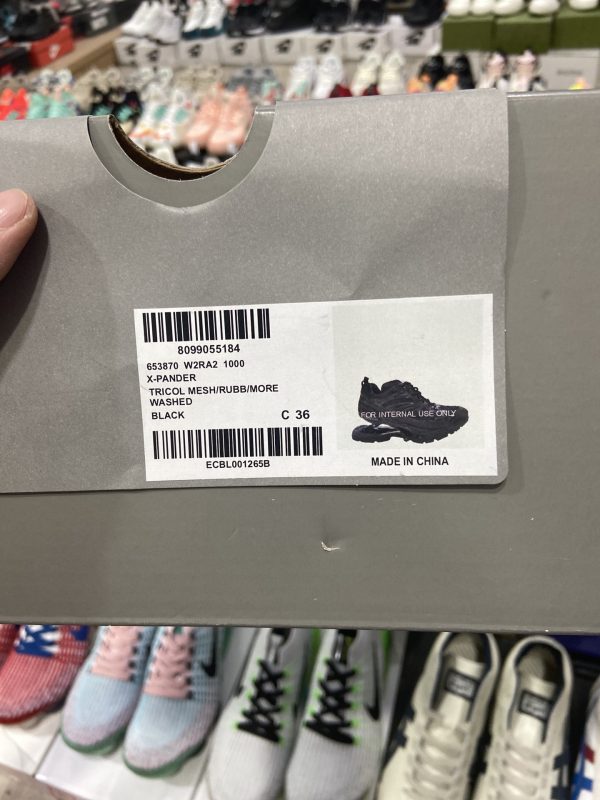 8099055184
653870 W2RA2 1000
X-PANDER
TRICOL MESH/RUBB/MORE
WASHED
BLACK C 36
ECBL001265B
FOR INTERNAL USE ONLY
MADE IN CHINA